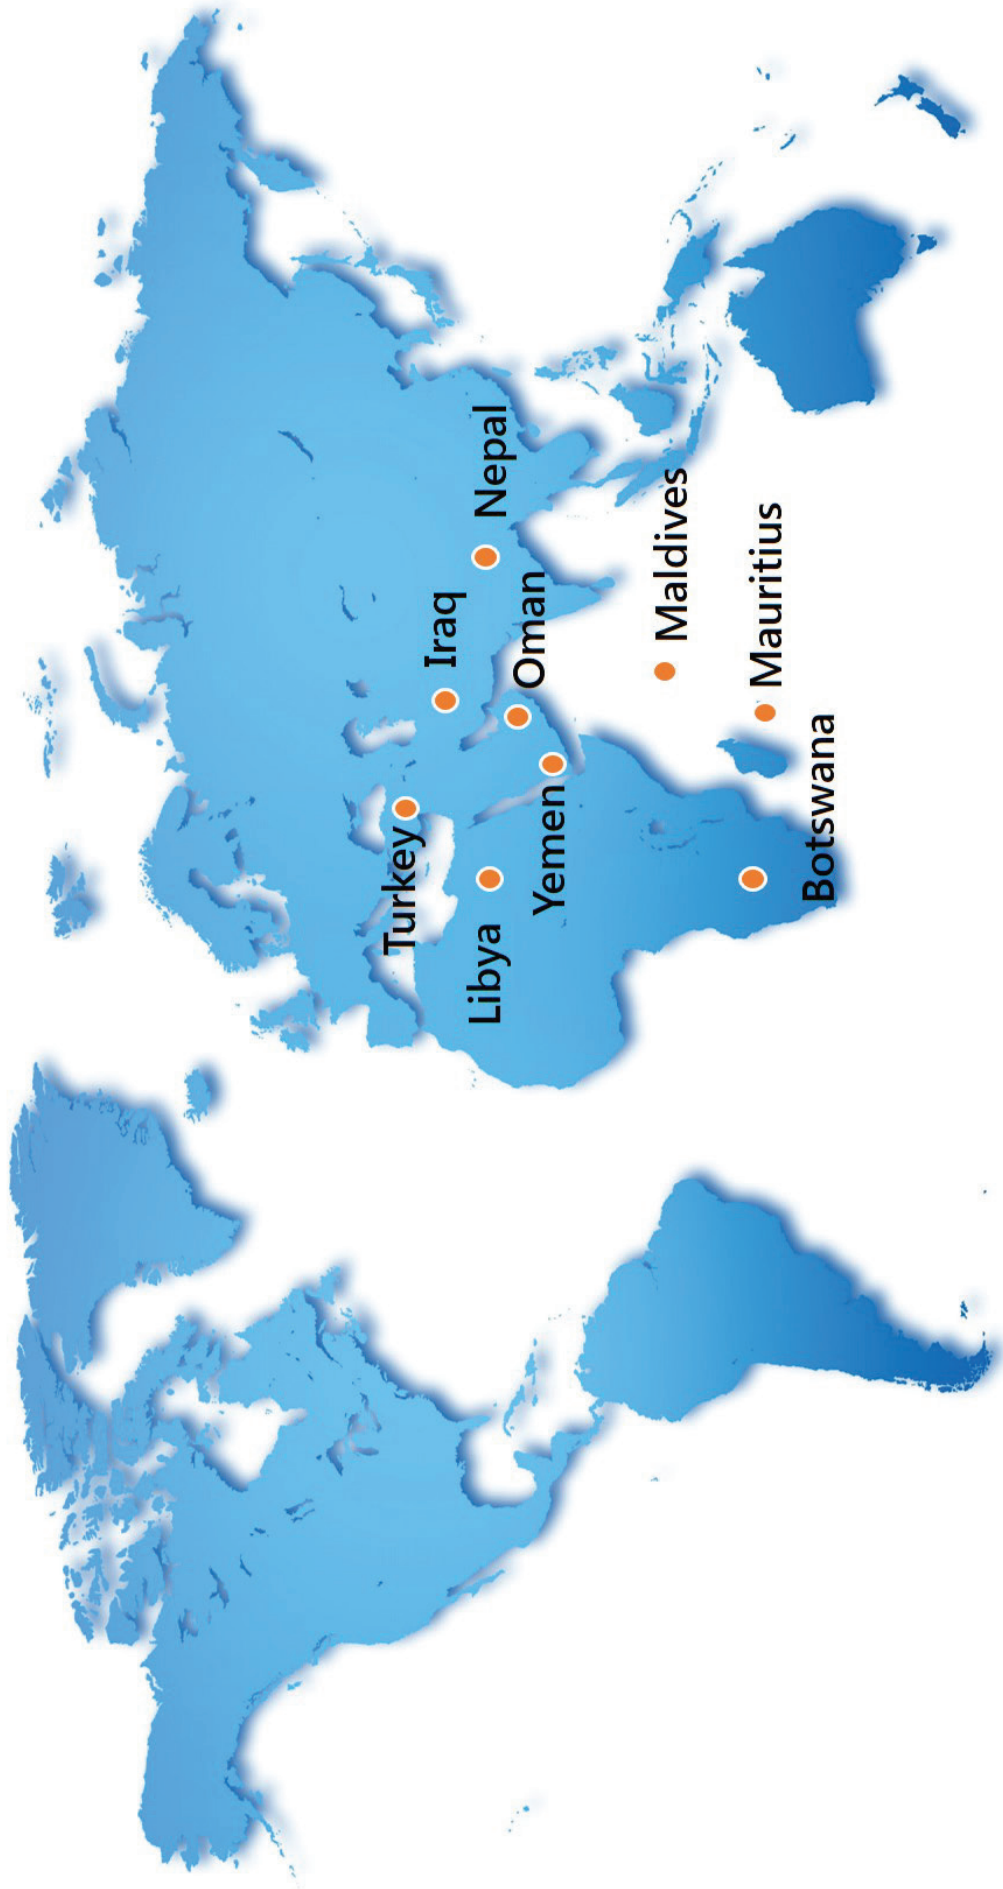 Turkey
Iraq
Libya
Nepal
Oman
Yemen
Maldives
Mauritius
Botswana